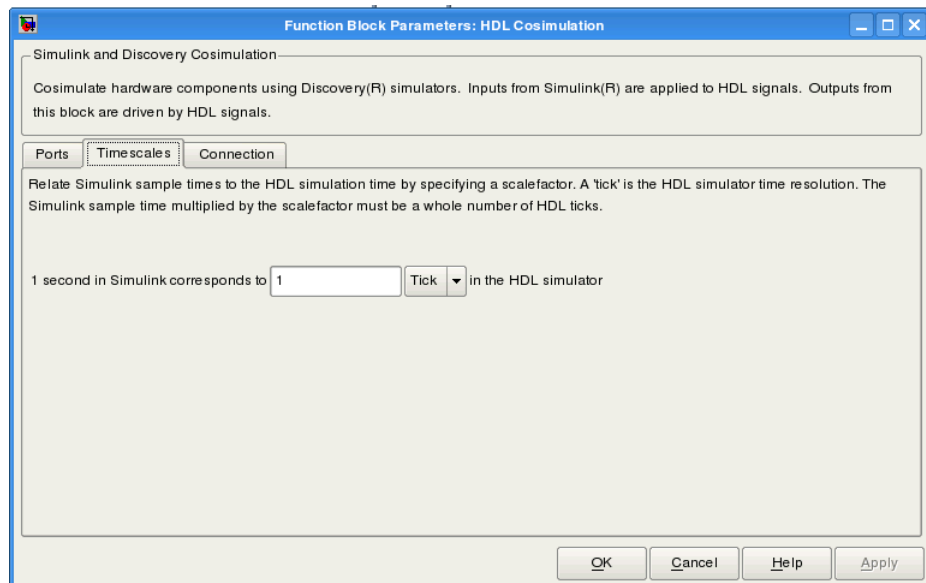 Function Block Parameters: HDL Cosimulation
Simulink and Discovery Cosimulation
Cosimulate hardware components using Discovery(R) simulators. Inputs from Simulink(R) are applied to HDL signals. Outputs from
this block are driven by HDL signals.
Ports Timescales Connection
Relate Simulink sample times to the HDL simulation time by specifying a scalefactor. A 'tick' is the HDL simulator time resolution. The
Simulink sample time multiplied by the scalefactor must be a whole number of HDL ticks.
1 second in Simulink corresponds to 1 Tick in the HDL simulator
OK Cancel Help Apply